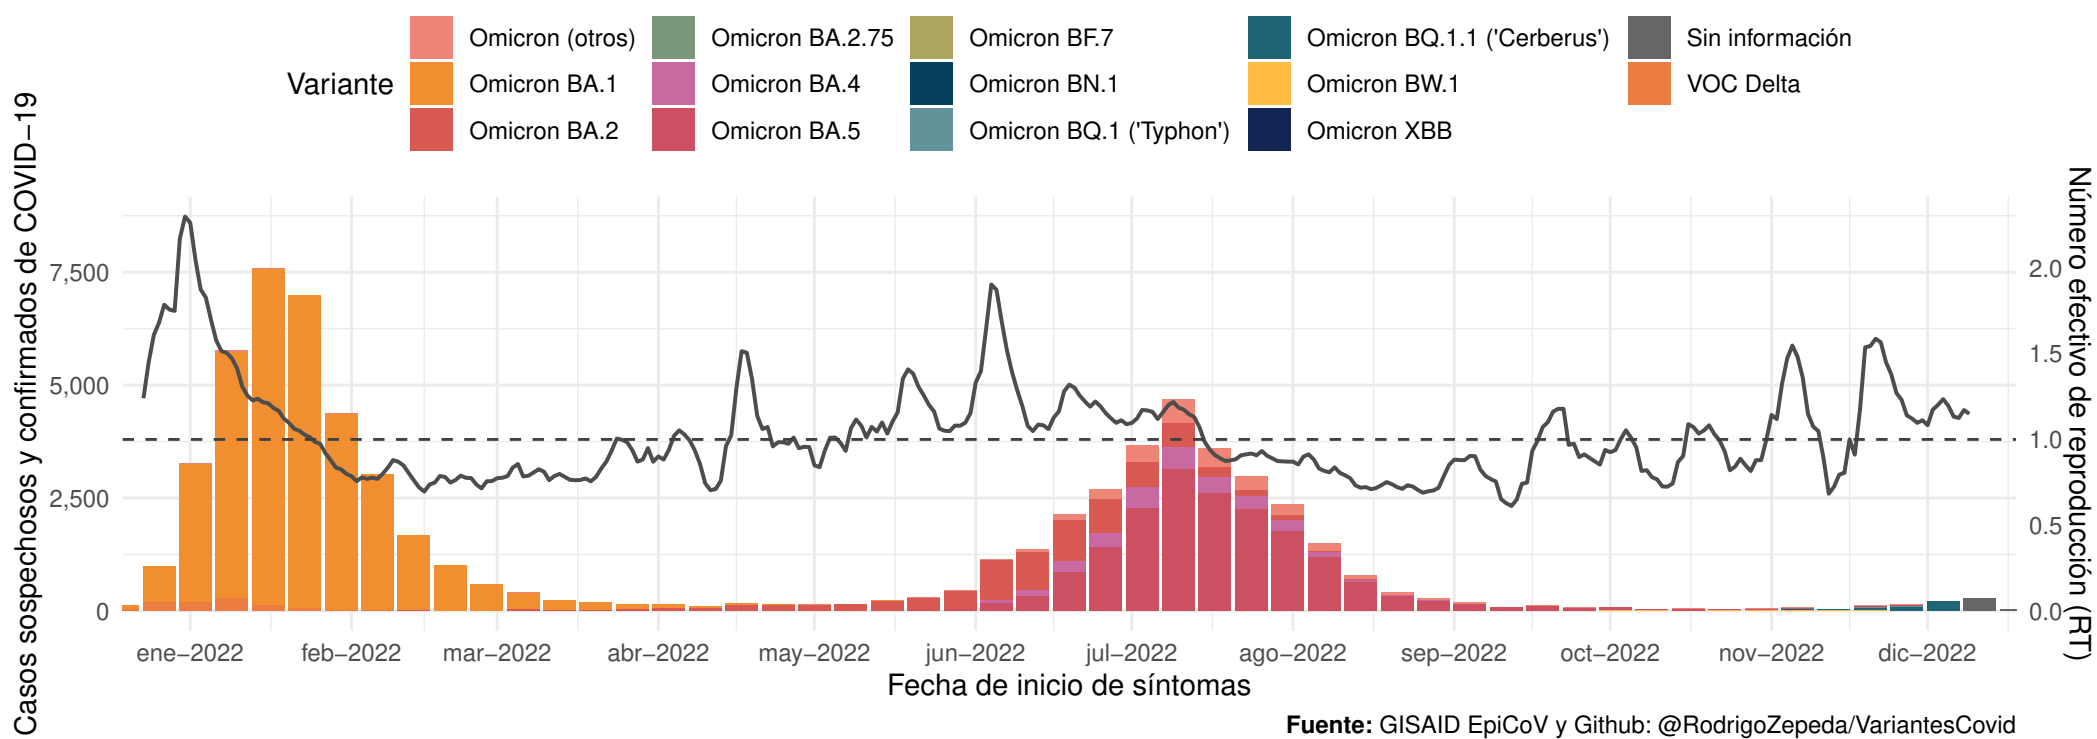 Variante
Omicron (otros)
Omicron BA.1
Omicron BA.2
Omicron BA.2.75
Omicron BA.4
Omicron BA.5
Omicron BF.7
Omicron BN.1
Omicron BQ.1 ('Typhon')
Omicron BQ.1.1 ('Cerberus')
Omicron BW.1
Omicron XBB
Sin información
VOC Delta
Casos sospechosos y confirmados de COVID−19
7,500
5,000
2,500
0
2.0
1.5
1.0
0.5
0.0
Número efectivo de reproducción (RT)
ene−2022 feb−2022 mar−2022 abr−2022 may−2022 jun−2022 jul−2022 ago−2022 sep−2022 oct−2022 nov−2022 dic−2022
Fecha de inicio de síntomas
Fuente: GISAID EpiCoV y Github: @RodrigoZepeda/VariantesCovid